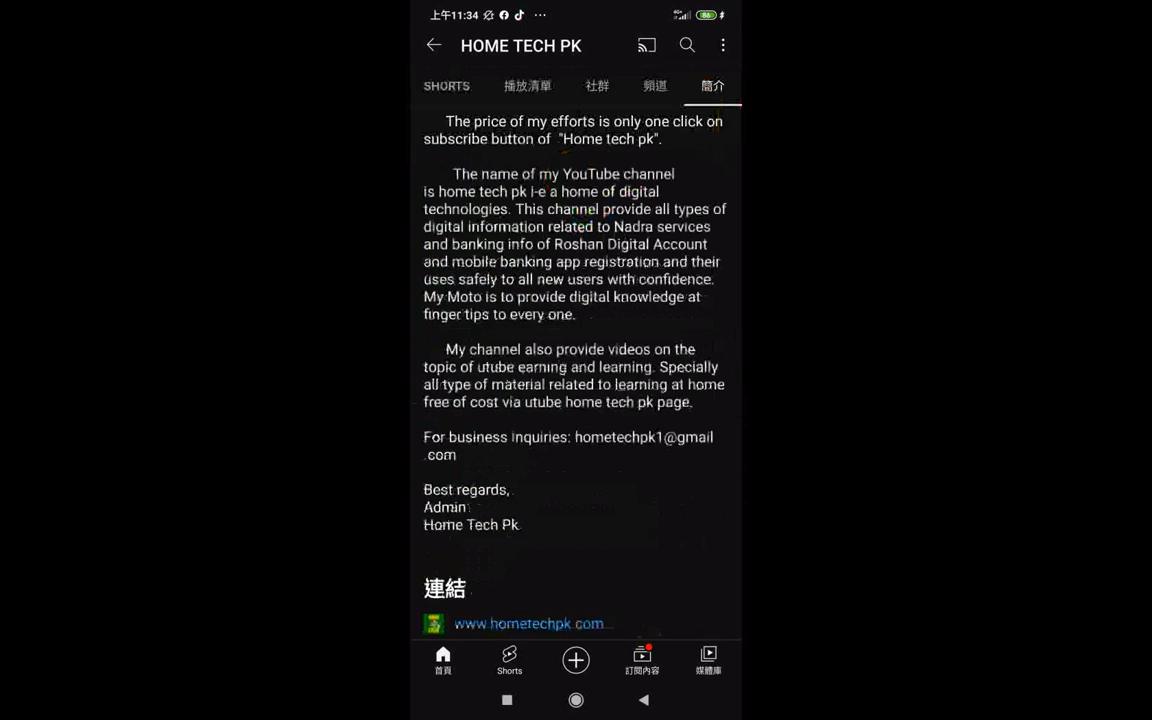 上午11:34 ...
4G+ 86
HOME TECH PK
SHORTS 播放清單 社群 頻道 簡介
The price of my efforts is only one click on
subscribe button of "Home tech pk".
The name of my YouTube channel
is home tech pk i-e a home of digital
technologies. This channel provide all types of
digital information related to Nadra services
and banking info of Roshan Digital Account
and mobile banking app registration and their
uses safely to all new users with confidence.
My Moto is to provide digital knowledge at
finger tips to every one.
My channel also provide videos on the
topic of utube earning and learning. Specially
all type of material related to learning at home
free of cost via utube home tech pk page.
For business inquiries: hometechpk1@gmail
.com
Best regards,
Admin
Home Tech Pk
連結
www.hometechpk.com
首頁 Shorts 訂閱內容 媒體庫